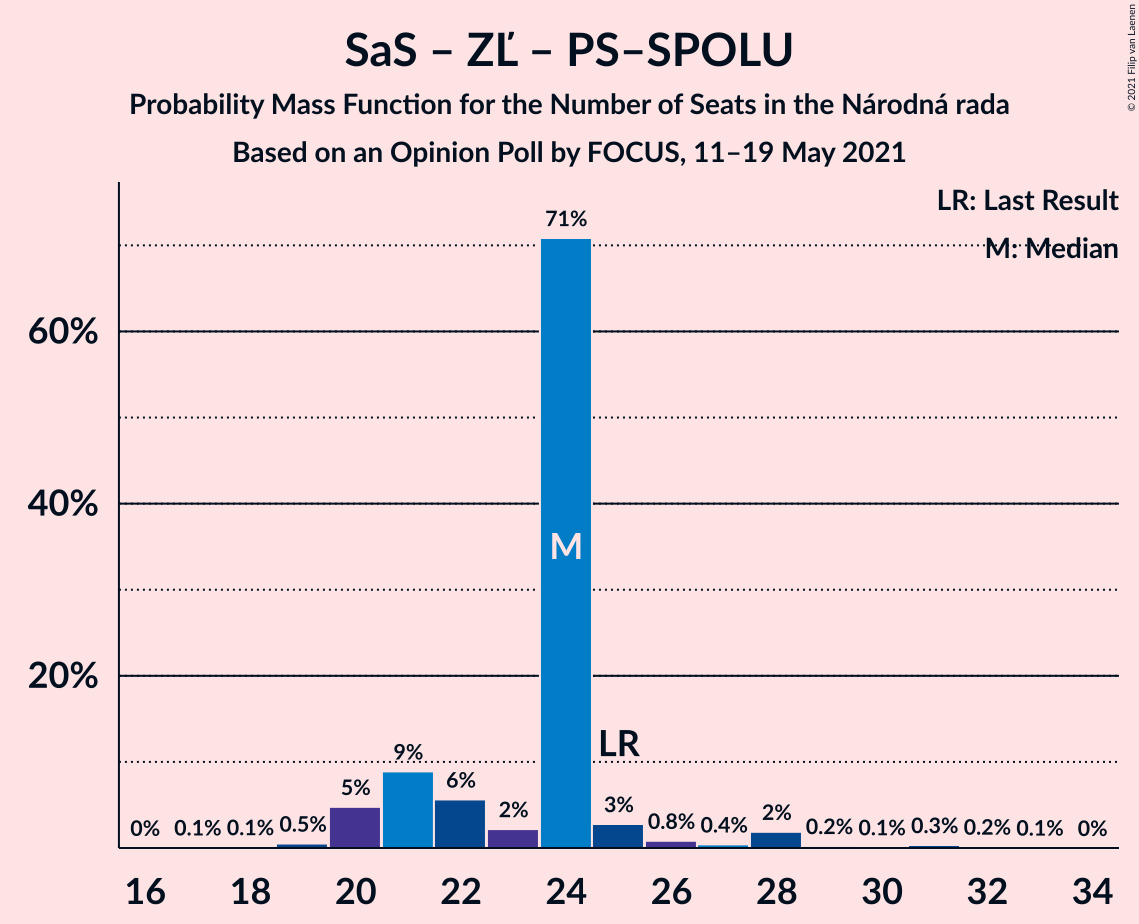 SaS – ZĽ – PS–SPOLU
Probability Mass Function for the Number of Seats in the Národná rada
Based on an Opinion Poll by FOCUS, 11–19 May 2021
© 2021 Filip van Laenen
LR: Last Result
M: Median
60%
40%
20%
0%
0.1%
0.1%
0.5%
5%
9%
6%
2%
71%
M
LR
3%
0.8%
0.4%
2%
0.2%
0.1%
0.3%
0.2%
0.1%
0%
16 18 20 22 24 26 28 30 32 34